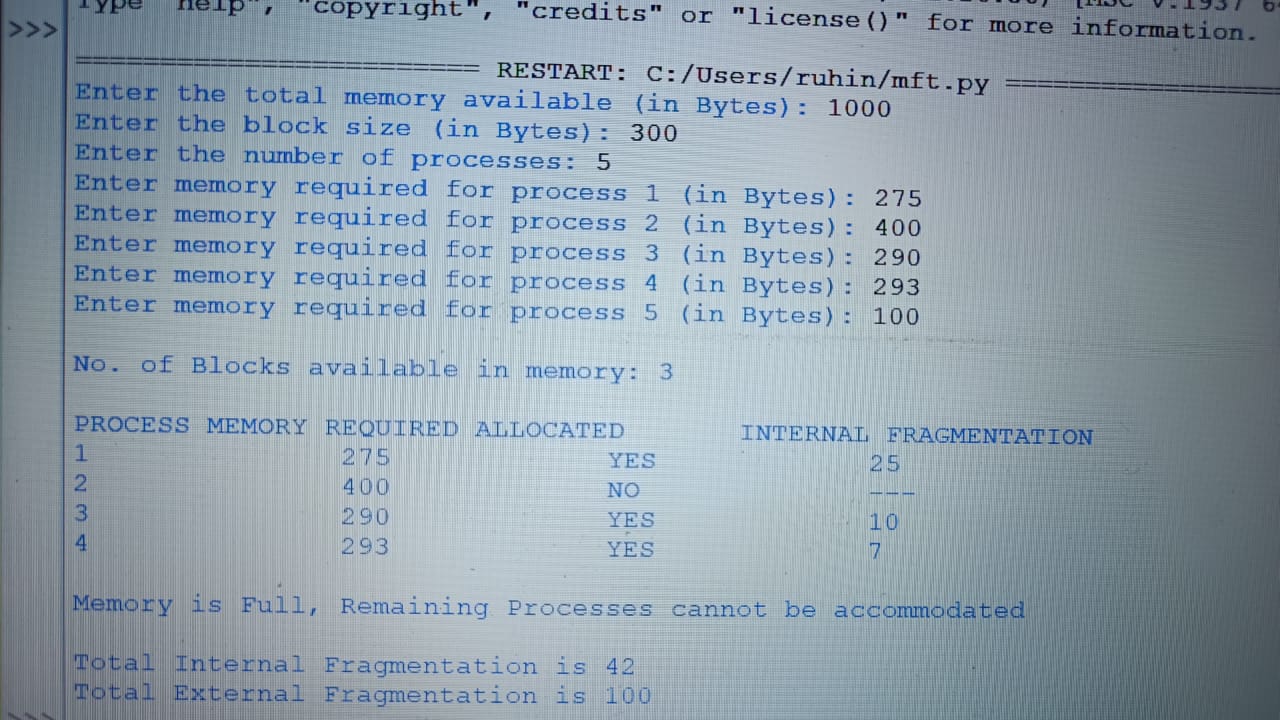 "help", "copyright", "credits" or "license()" for more information.
>>>
======================== RESTART: C:/Users/ruhin/mft.py ================
Enter the total memory available (in Bytes): 1000
Enter the block size (in Bytes): 300
Enter the number of processes: 5
Enter memory required for process 1 (in Bytes): 275
Enter memory required for process 2 (in Bytes): 400
Enter memory required for process 3 (in Bytes): 290
Enter memory required for process 4 (in Bytes): 293
Enter memory required for process 5 (in Bytes): 100
No. of Blocks available in memory: 3
PROCESS MEMORY REQUIRED ALLOCATED INTERNAL FRAGMENTATION
1 275 YES 25
2 400 NO ---
3 290 YES 10
4 293 YES 7
Memory is Full, Remaining Processes cannot be accommodated
Total Internal Fragmentation is 42
Total External Fragmentation is 100